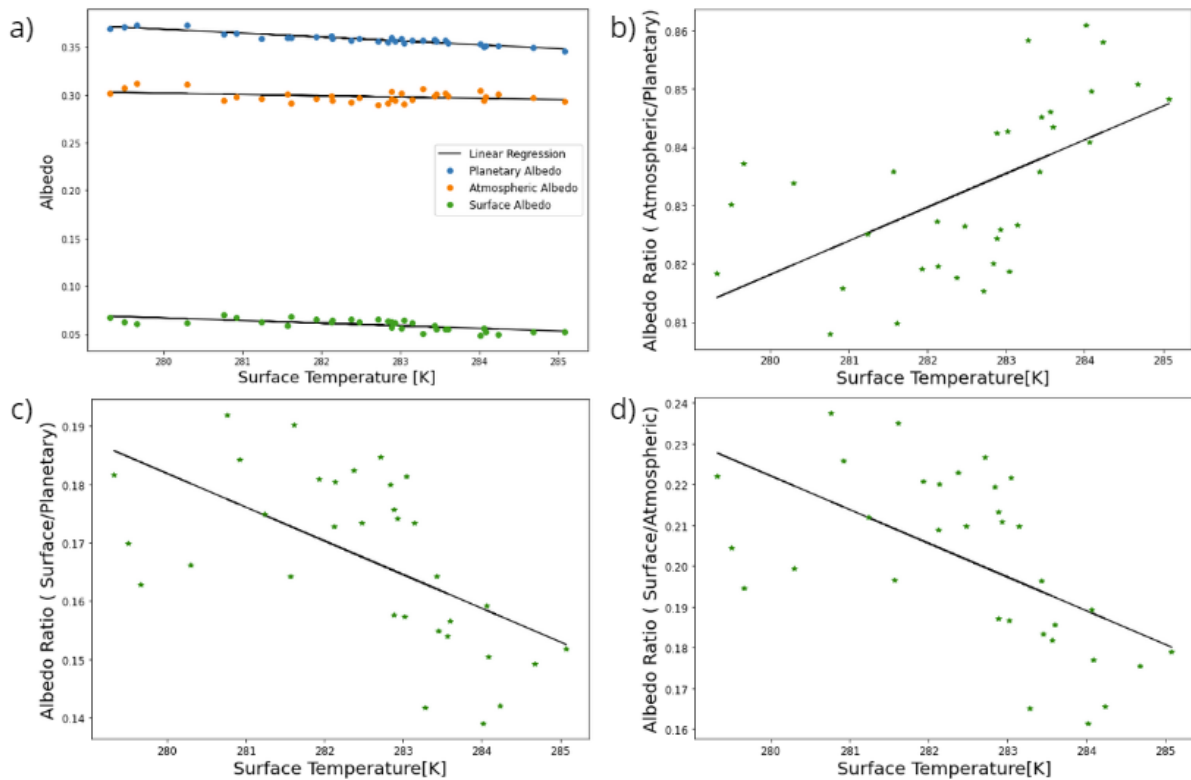 a)
0.35
0.30
0.25
0.20
0.15
0.10
0.05
Albedo
Linear Regression
Planetary Albedo
Atmospheric Albedo
Surface Albedo
280 281 282 283 284 285
Surface Temperature [K]
b)
0.86
0.85
0.84
0.83
0.82
0.81
Albedo Ratio ( Atmospheric/Planetary)
280 281 282 283 284 285
Surface Temperature[K]
c)
0.19
0.18
0.17
0.16
0.15
0.14
Albedo Ratio ( Surface/Planetary)
280 281 282 283 284 285
Surface Temperature[K]
d)
0.24
0.23
0.22
0.21
0.20
0.19
0.18
0.17
0.16
Albedo Ratio ( Surface/Atmospheric)
280 281 282 283 284 285
Surface Temperature[K]